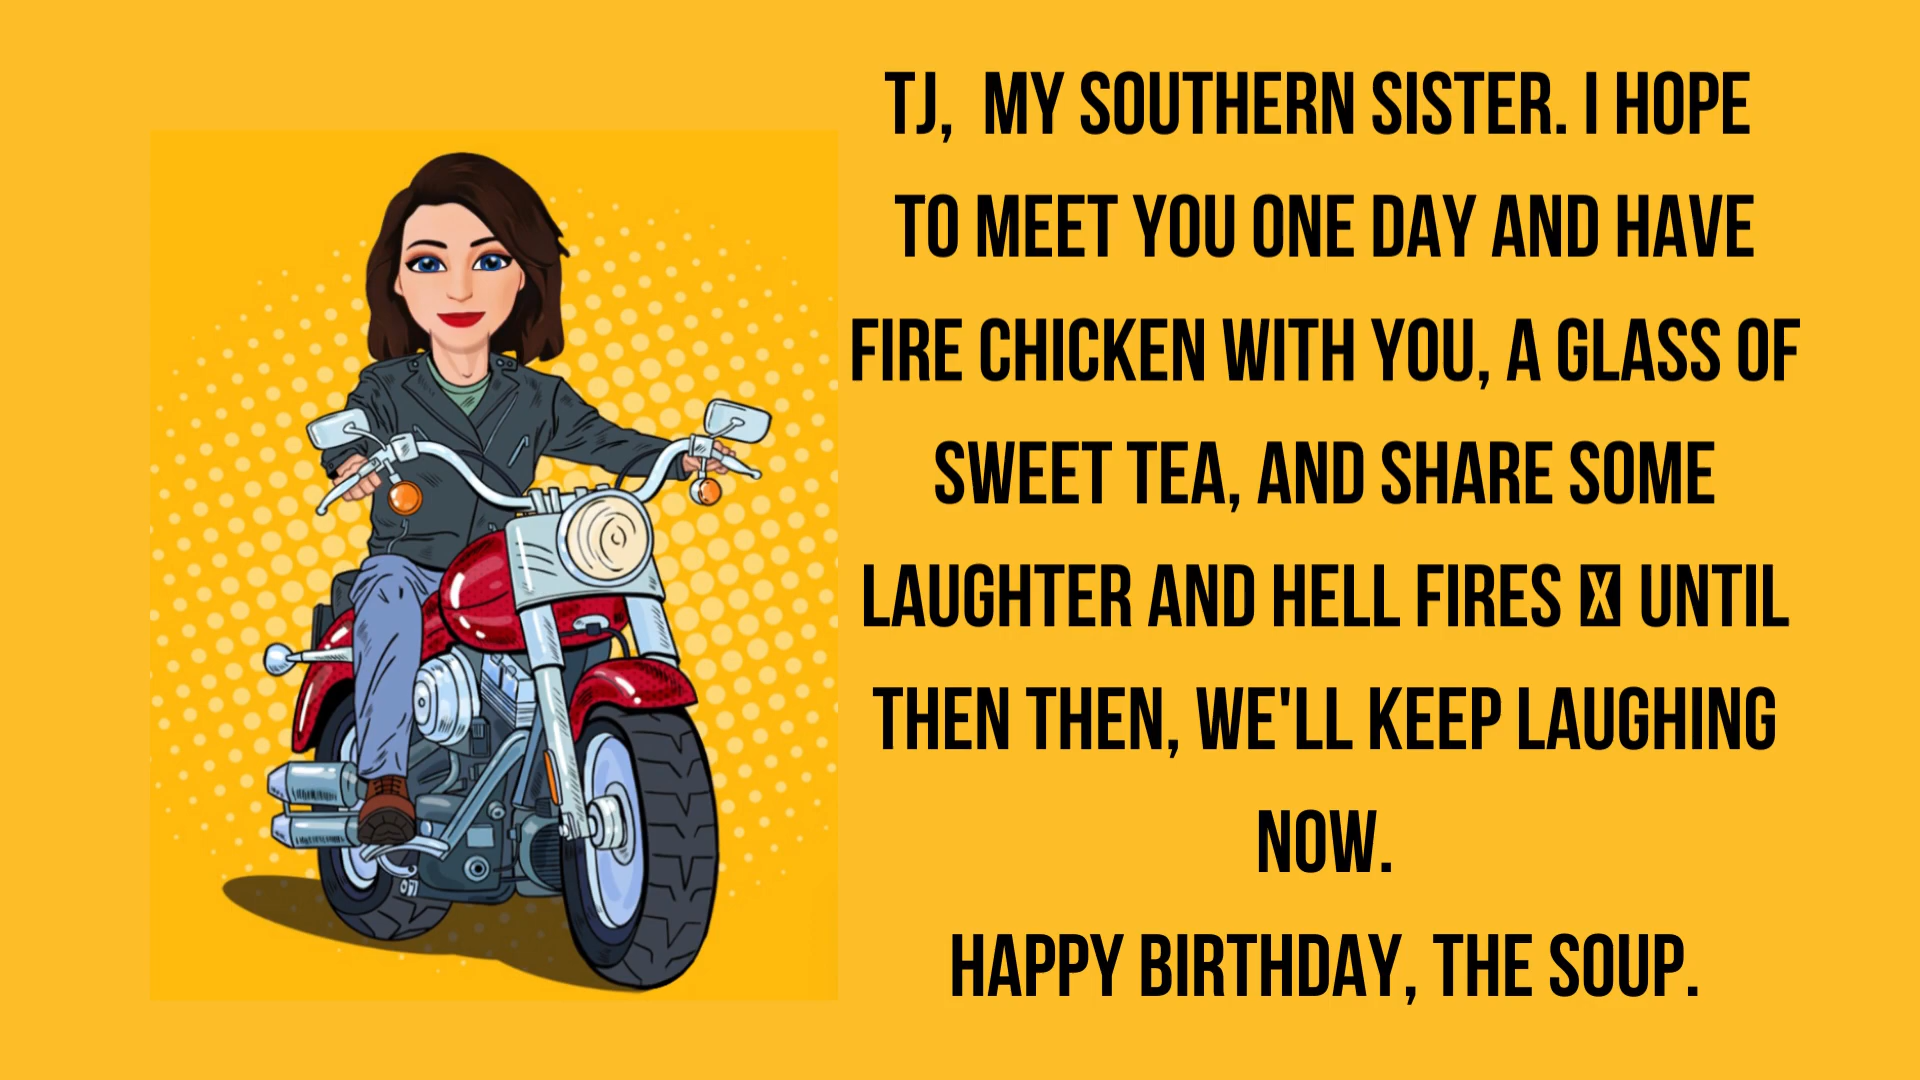 TJ,  MY SOUTHERN SISTER. I HOPE
TO MEET YOU ONE DAY AND HAVE
FIRE CHICKEN WITH YOU, A GLASS OF
SWEET TEA, AND SHARE SOME
LAUGHTER AND HELL FIRES ☒ UNTIL
THEN THEN, WE'LL KEEP LAUGHING
NOW.
HAPPY BIRTHDAY, THE SOUP.